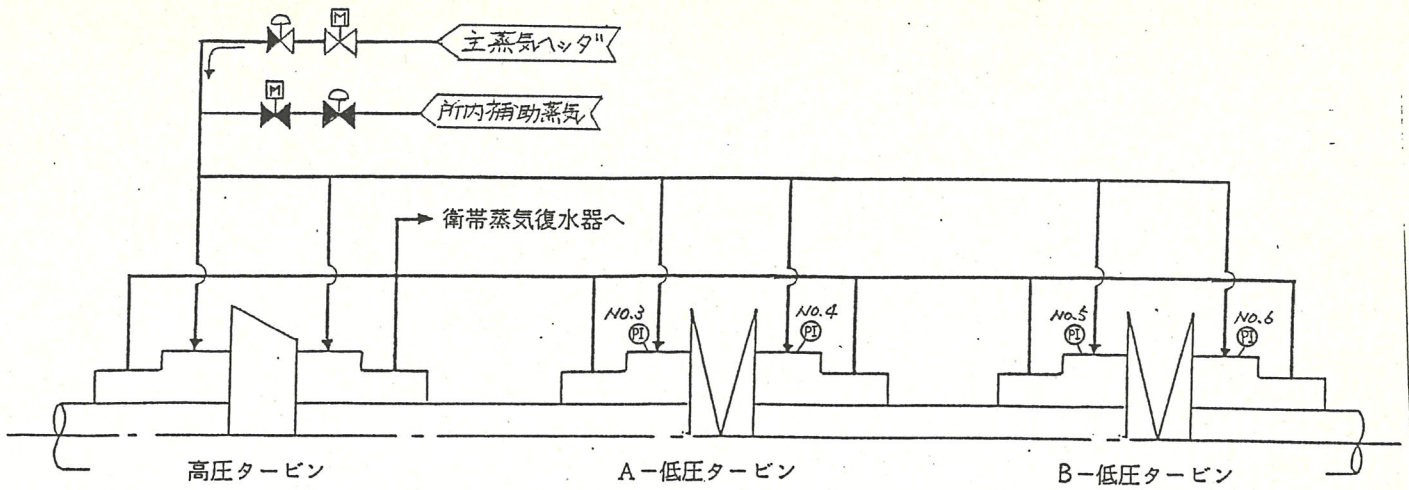 M
主蒸気ヘッダ
M
所内補助蒸気
衛帯蒸気復水器へ
NO.3
PI
NO.4
PI
NO.5
PI
NO.6
PI
高圧タービン
A-低圧タービン
B-低圧タービン